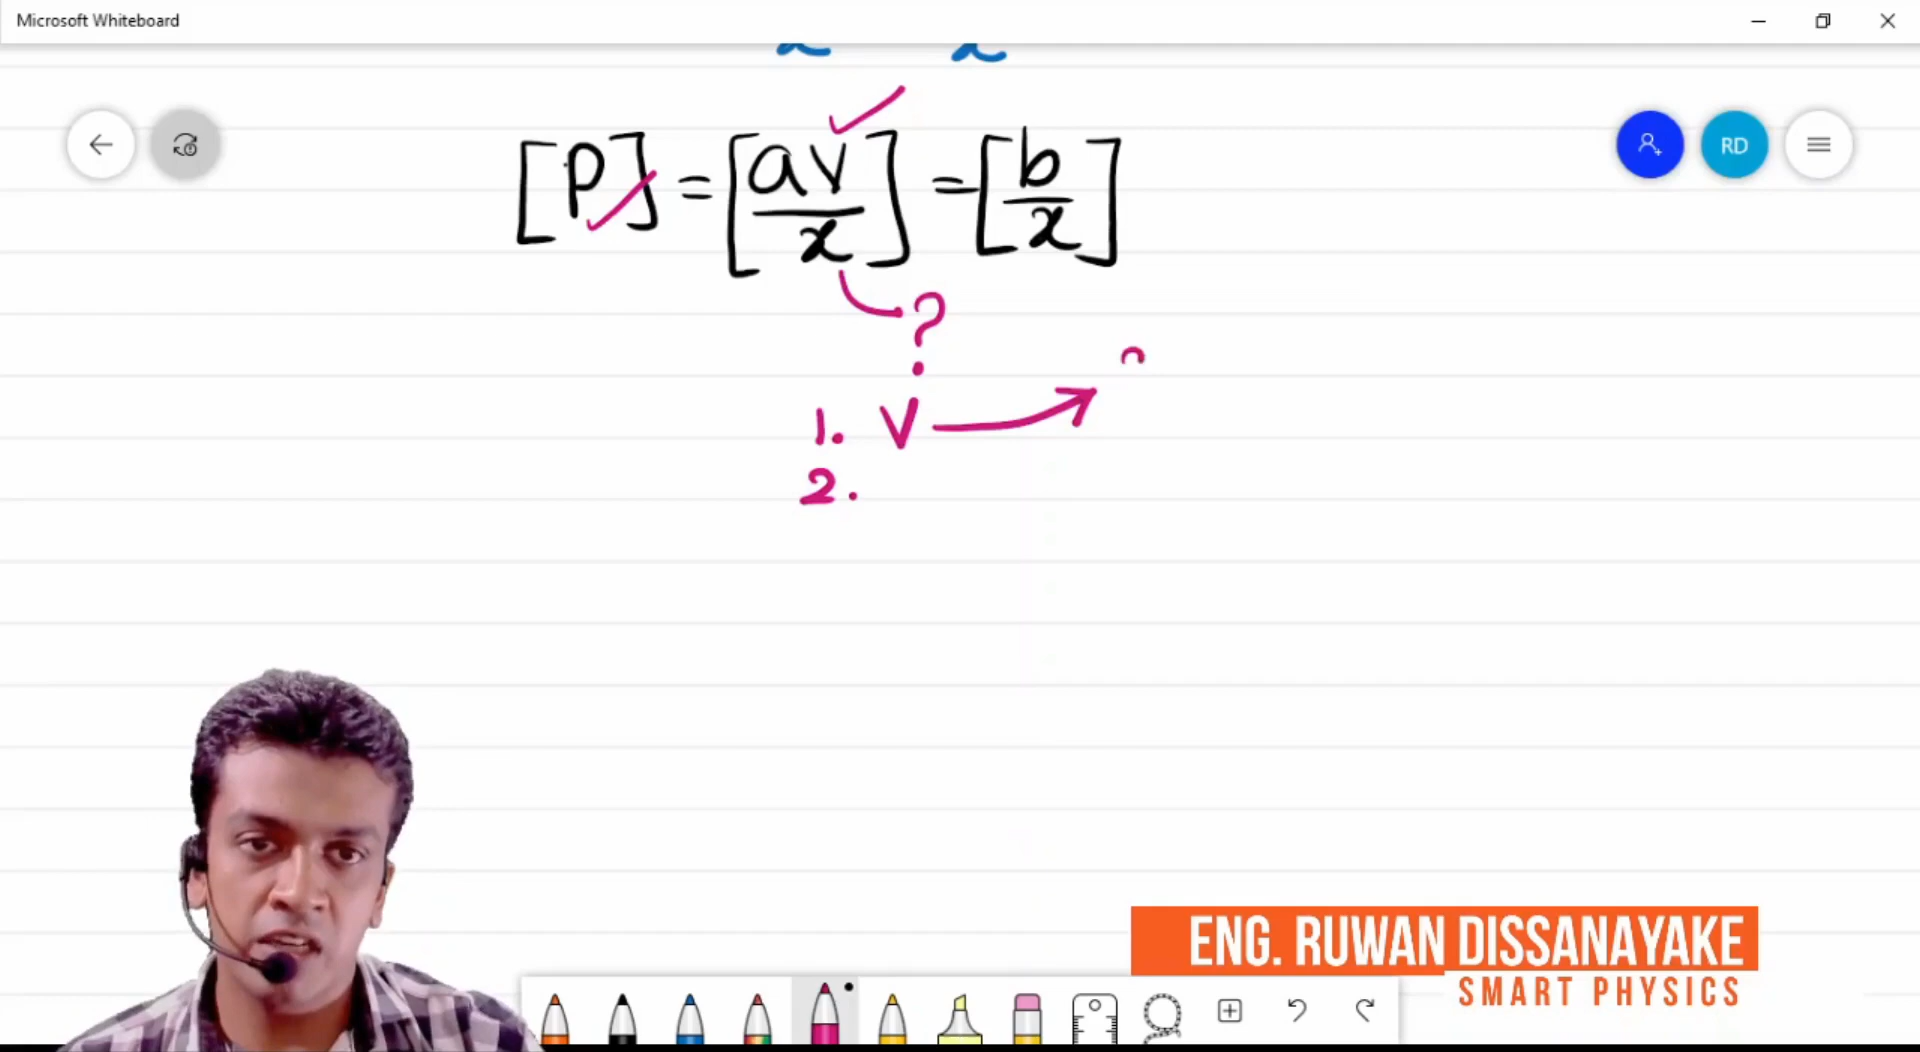 Microsoft Whiteboard
[P] = [av/x] = [b/x]
?
1. V →
2.
RD
ENG. RUWAN DISSANAYAKE
SMART PHYSICS